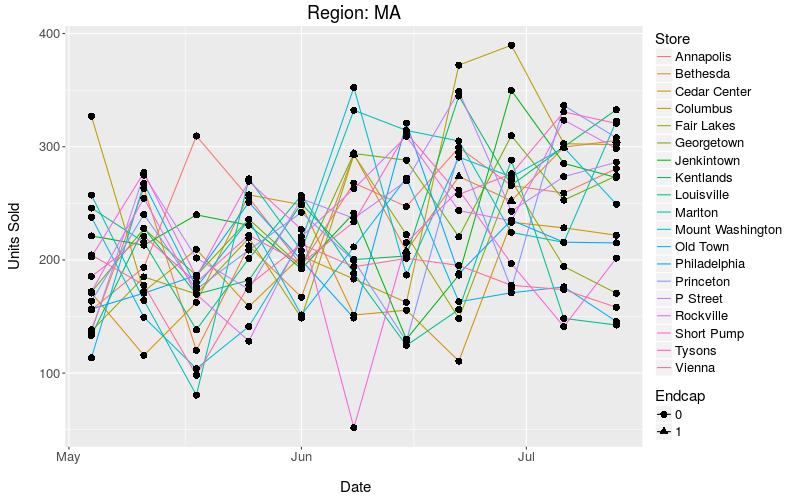 Region: MA
400
300
200
100
Units Sold
May
Jun
Jul
Date
Store
Annapolis
Bethesda
Cedar Center
Columbus
Fair Lakes
Georgetown
Jenkintown
Kentlands
Louisville
Marlton
Mount Washington
Old Town
Philadelphia
Princeton
P Street
Rockville
Short Pump
Tysons
Vienna
Endcap
0
1